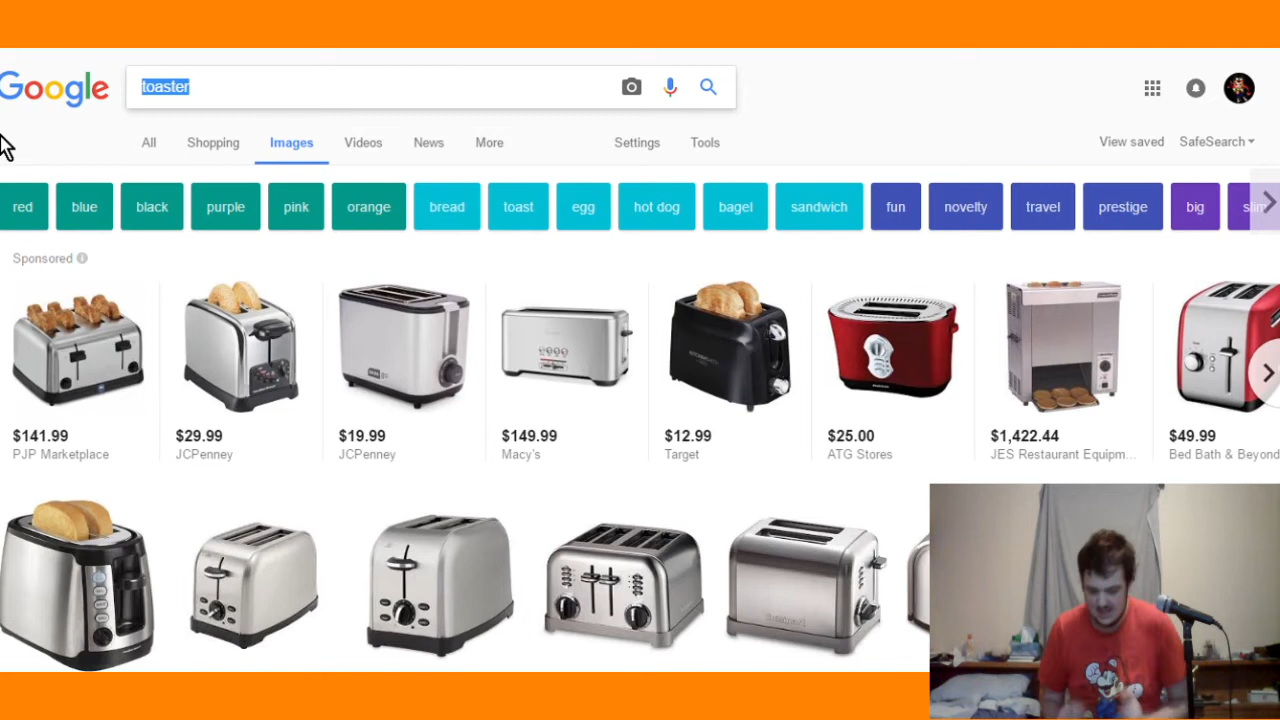 Google
toaster
All Shopping Images Videos News More Settings Tools
View saved SafeSearch
red blue black purple pink orange bread toast egg hot dog bagel sandwich fun novelty travel prestige big
Sponsored
$141.99 $29.99 $19.99 $149.99 $12.99 $25.00 $1,422.44 $49.99
PJP Marketplace JCPenney JCPenney Macy's Target ATG Stores JES Restaurant Equipm... Bed Bath & Beyond